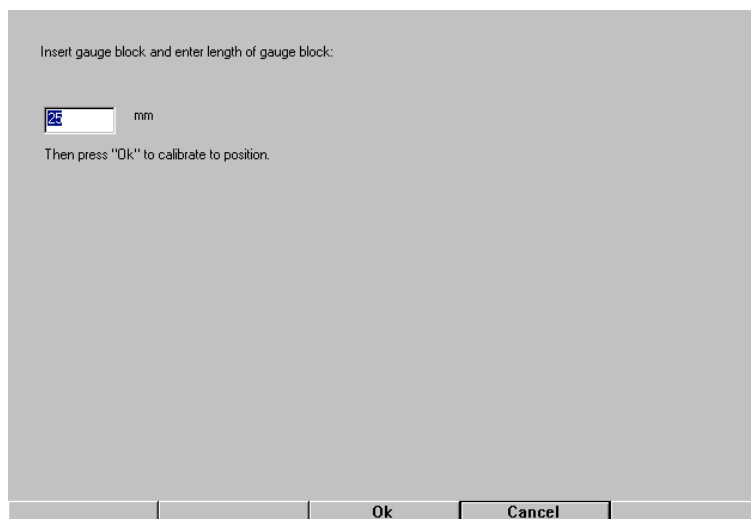 Insert gauge block and enter length of gauge block:
25 mm
Then press "Ok" to calibrate to position.
Ok Cancel